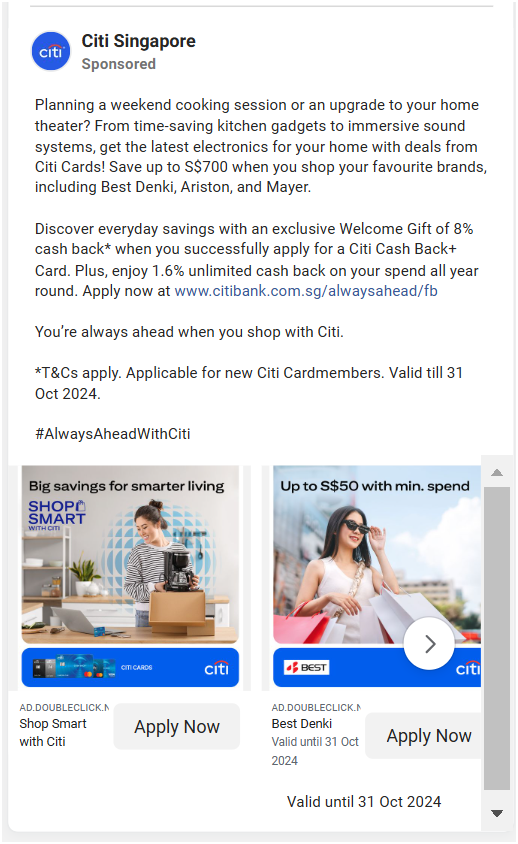 Citi Singapore
Sponsored
Planning a weekend cooking session or an upgrade to your home
theater? From time-saving kitchen gadgets to immersive sound
systems, get the latest electronics for your home with deals from
Citi Cards! Save up to S$700 when you shop your favourite brands,
including Best Denki, Ariston, and Mayer.
Discover everyday savings with an exclusive Welcome Gift of 8%
cash back* when you successfully apply for a Citi Cash Back+
Card. Plus, enjoy 1.6% unlimited cash back on your spend all year
round. Apply now at www.citibank.com.sg/alwaysahead/fb
You’re always ahead when you shop with Citi.
*T&Cs apply. Applicable for new Citi Cardmembers. Valid till 31
Oct 2024.
#AlwaysAheadWithCiti
Big savings for smarter living
SHOP
SMART
WITH CITI
CITI CARDS
citi
AD.DOUBLECLICK.N
Shop Smart
with Citi
Apply Now
Up to S$50 with min. spend
BEST
citi
AD.DOUBLECLICK.N
Best Denki
Valid until 31 Oct
2024
Apply Now
Valid until 31 Oct 2024